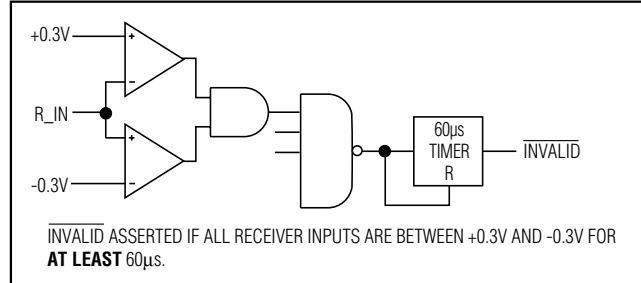 +0.3V
+
−
R_IN
+
−
-0.3V
60µs
TIMER
R
INVALID
INVALID ASSERTED IF ALL RECEIVER INPUTS ARE BETWEEN +0.3V AND -0.3V FOR
AT LEAST 60µs.